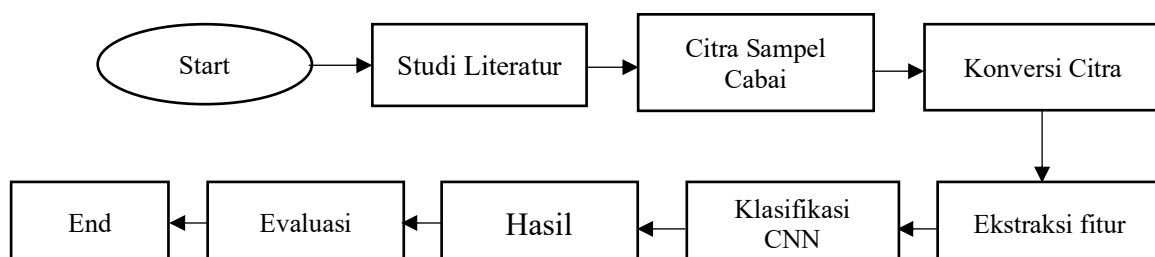 Start
Studi Literatur
Citra Sampel
Cabai
Konversi Citra
End
Evaluasi
Hasil
Klasifikasi
CNN
Ekstraksi fitur